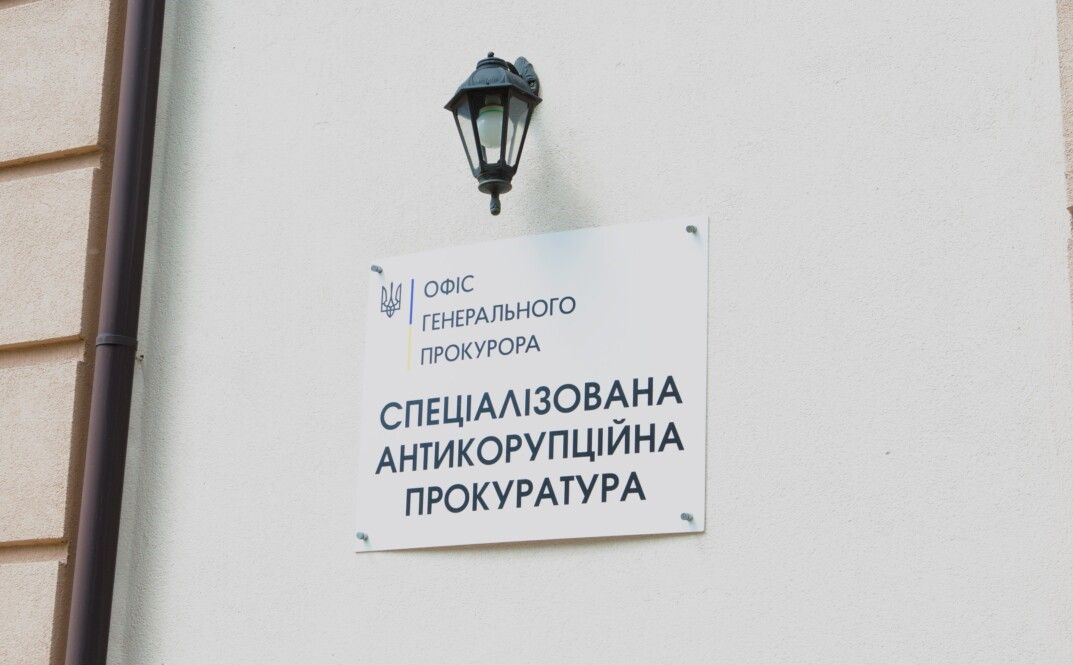 ОФІС
ГЕНЕРАЛЬНОГО
ПРОКУРОРА
СПЕЦІАЛІЗОВАНА
АНТИКОРУПЦІЙНА
ПРОКУРАТУРА